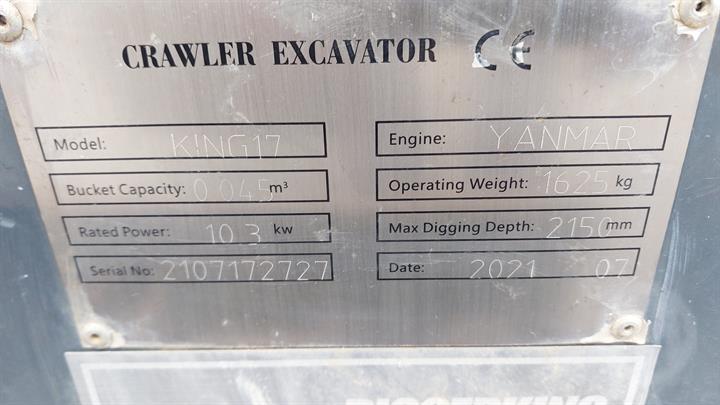 CRAWLER EXCAVATOR CE
Model: KING17
Engine: YANMAR
Bucket Capacity: 0.045 m³
Operating Weight: 1625 kg
Rated Power: 10.3 kw
Max Digging Depth: 2150 mm
Serial No: 2107172727
Date: 2021 07